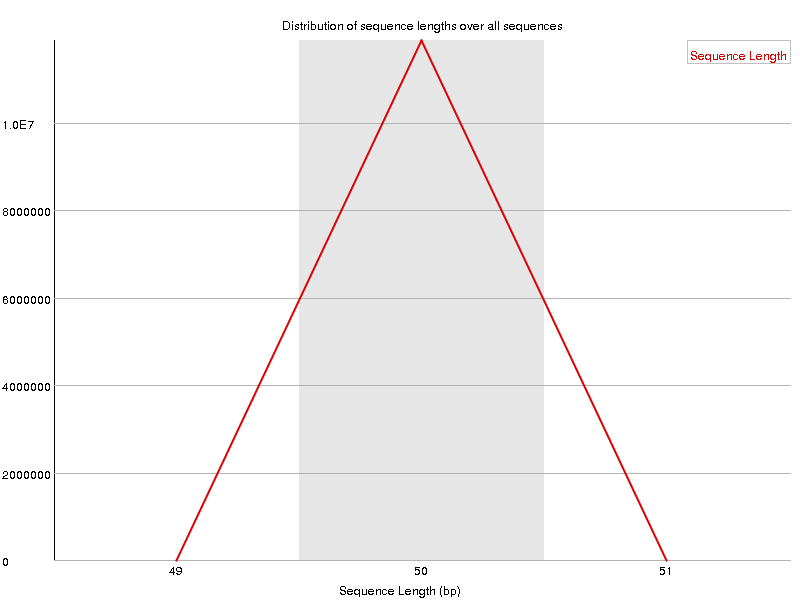 Distribution of sequence lengths over all sequences
Sequence Length
1.0E7
8000000
6000000
4000000
2000000
0
49 50 51
Sequence Length (bp)